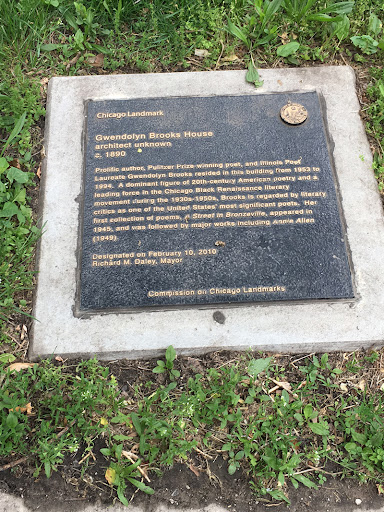 Chicago Landmark
Gwendolyn Brooks House
architect unknown
c. 1890
Prolific author, Pulitzer Prize-winning poet, and Illinois Poet
Laureate Gwendolyn Brooks resided in this building from 1953 to
1994. A dominant figure of 20th-century American poetry and a
leading force in the Chicago Black Renaissance literary
movement during the 1930s-1950s, Brooks is regarded by literary
critics as one of the United States' most significant poets. Her
first collection of poems, A Street in Bronzeville, appeared in
1945, and was followed by major works including Annie Allen
(1949).
Designated on February 10, 2010
Richard M. Daley, Mayor
Commission on Chicago Landmarks